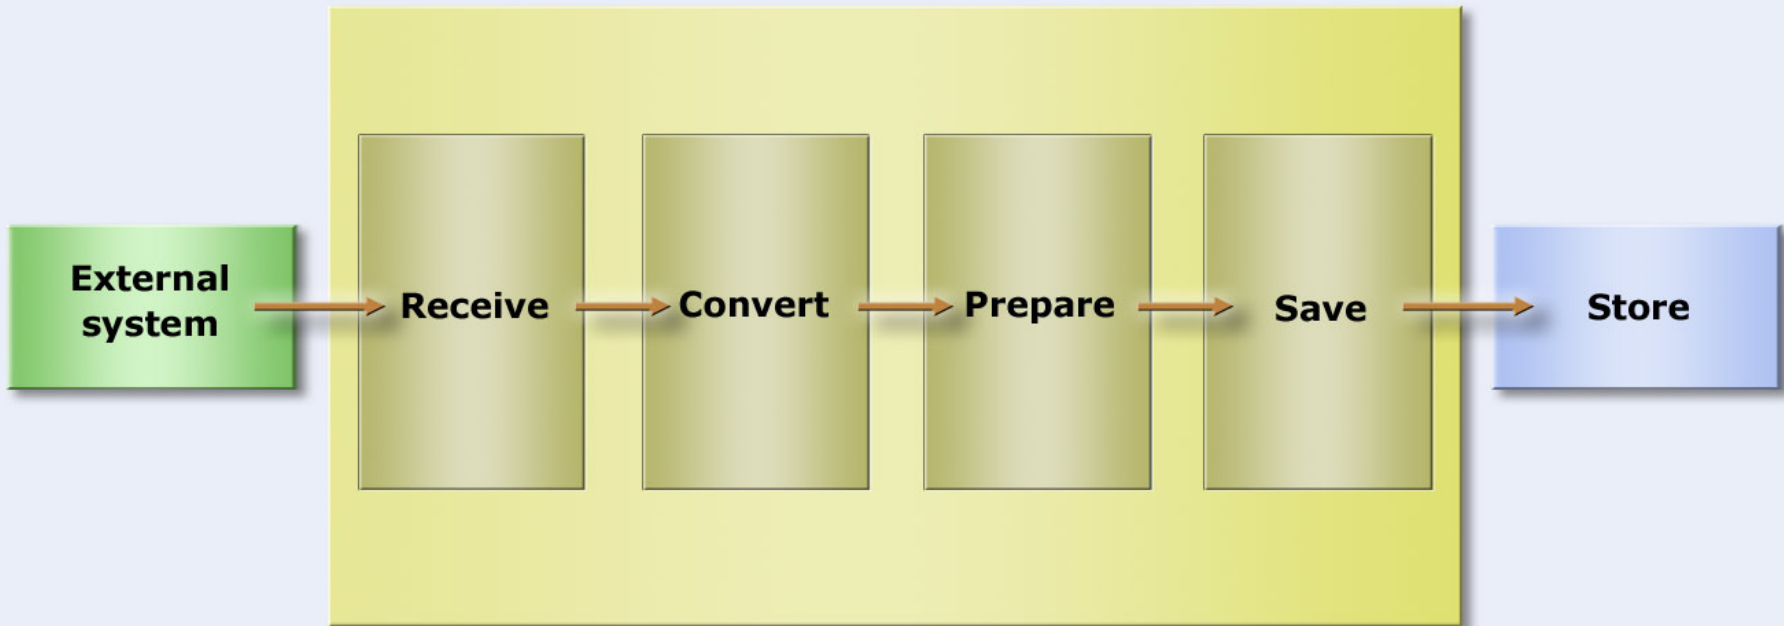 External
system
Receive
Convert
Prepare
Save
Store